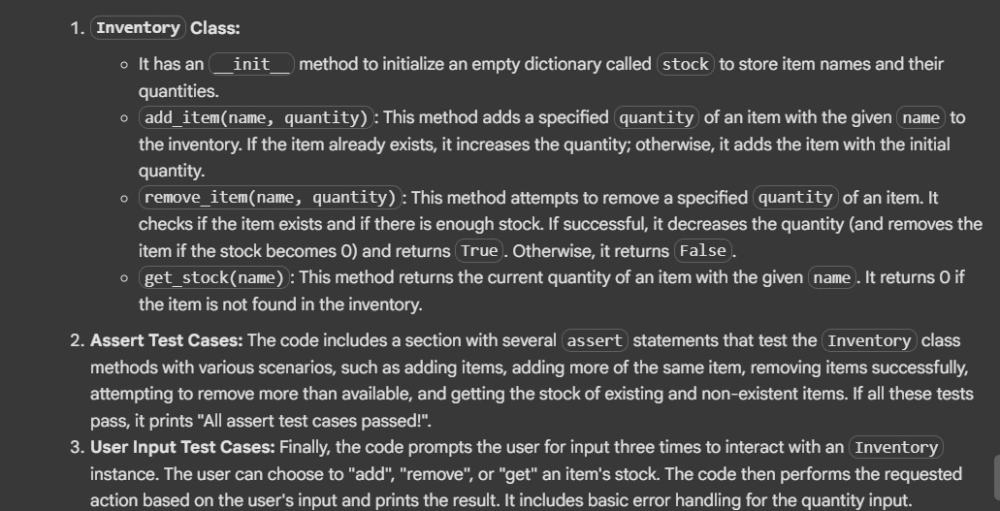 1. Inventory Class:
◦ It has an __init__ method to initialize an empty dictionary called stock to store item names and their
quantities.
◦ add_item(name, quantity): This method adds a specified quantity of an item with the given name to
the inventory. If the item already exists, it increases the quantity; otherwise, it adds the item with the initial
quantity.
◦ remove_item(name, quantity): This method attempts to remove a specified quantity of an item. It
checks if the item exists and if there is enough stock. If successful, it decreases the quantity (and removes the
item if the stock becomes 0) and returns True. Otherwise, it returns False.
◦ get_stock(name): This method returns the current quantity of an item with the given name. It returns 0 if
the item is not found in the inventory.
2. Assert Test Cases: The code includes a section with several assert statements that test the Inventory class
methods with various scenarios, such as adding items, adding more of the same item, removing items successfully,
attempting to remove more than available, and getting the stock of existing and non-existent items. If all these tests
pass, it prints "All assert test cases passed!".
3. User Input Test Cases: Finally, the code prompts the user for input three times to interact with an Inventory
instance. The user can choose to "add", "remove", or "get" an item's stock. The code then performs the requested
action based on the user's input and prints the result. It includes basic error handling for the quantity input.